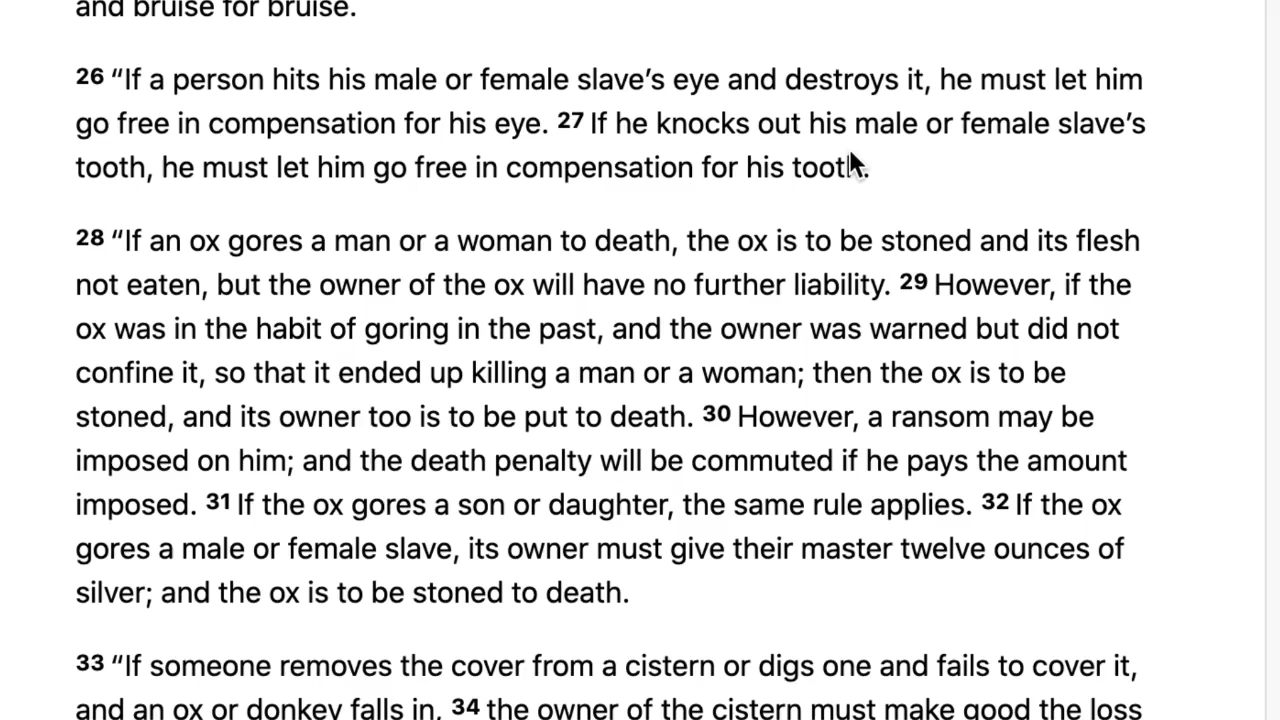 and bruise for bruise.
26 “If a person hits his male or female slave’s eye and destroys it, he must let him
go free in compensation for his eye. 27 If he knocks out his male or female slave’s
tooth, he must let him go free in compensation for his tooth.
28 “If an ox gores a man or a woman to death, the ox is to be stoned and its flesh
not eaten, but the owner of the ox will have no further liability. 29 However, if the
ox was in the habit of goring in the past, and the owner was warned but did not
confine it, so that it ended up killing a man or a woman; then the ox is to be
stoned, and its owner too is to be put to death. 30 However, a ransom may be
imposed on him; and the death penalty will be commuted if he pays the amount
imposed. 31 If the ox gores a son or daughter, the same rule applies. 32 If the ox
gores a male or female slave, its owner must give their master twelve ounces of
silver; and the ox is to be stoned to death.
33 “If someone removes the cover from a cistern or digs one and fails to cover it,
and an ox or donkey falls in, 34 the owner of the cistern must make good the loss